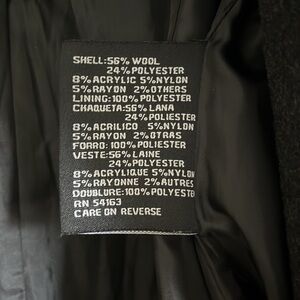 SHELL:56% WOOL
24% POLYESTER
8% ACRYLIC 5%NYLON
5% RAYON 2%OTHERS
LINING:100% POLYESTER
CHAQUETA:56% LANA
24% POLIESTER
8% ACRILICO 5%NYLON
5% RAYON 2% OTRAS
FORRO: 100% POLIESTER
VESTE:56% LAINE
24% POLYESTER
8% ACRYLIQUE 5%NYLON
5% RAYONNE 2%AUTRES
DOUBLURE:100% POLYESTER
RN 54163
CARE ON REVERSE